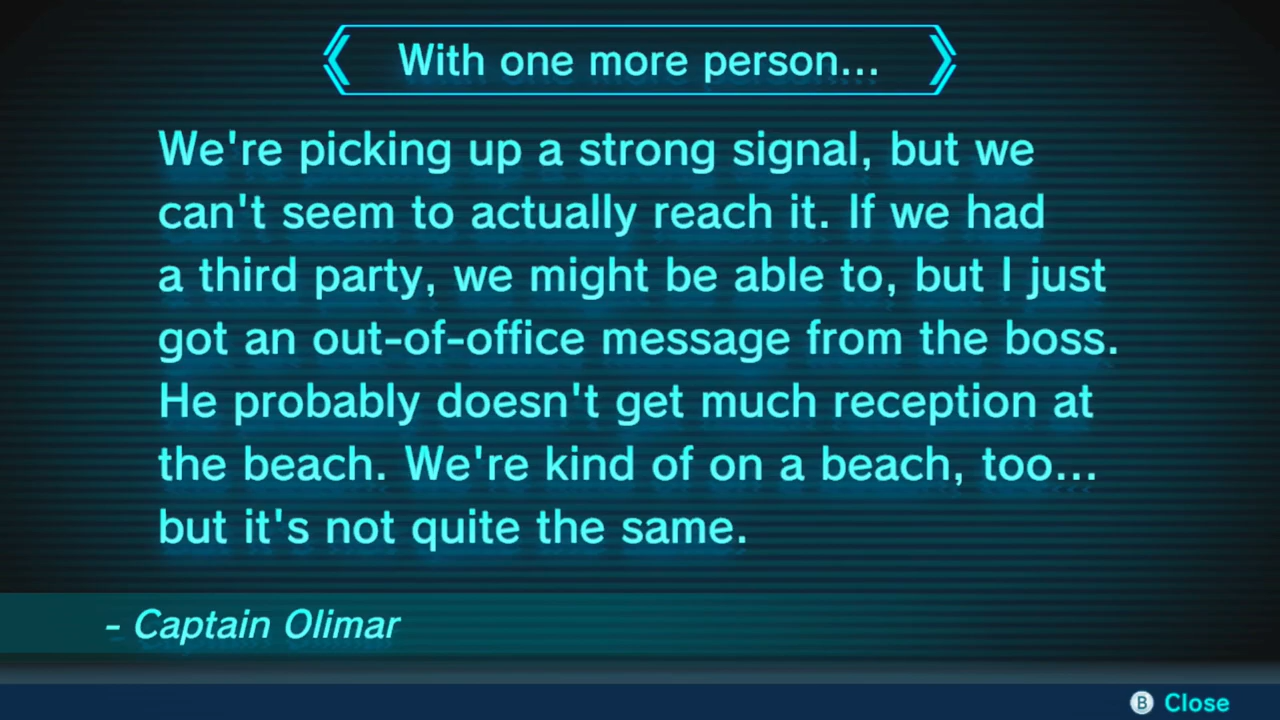 With one more person...
We're picking up a strong signal, but we
can't seem to actually reach it. If we had
a third party, we might be able to, but I just
got an out-of-office message from the boss.
He probably doesn't get much reception at
the beach. We're kind of on a beach, too...
but it's not quite the same.
- Captain Olimar
B Close